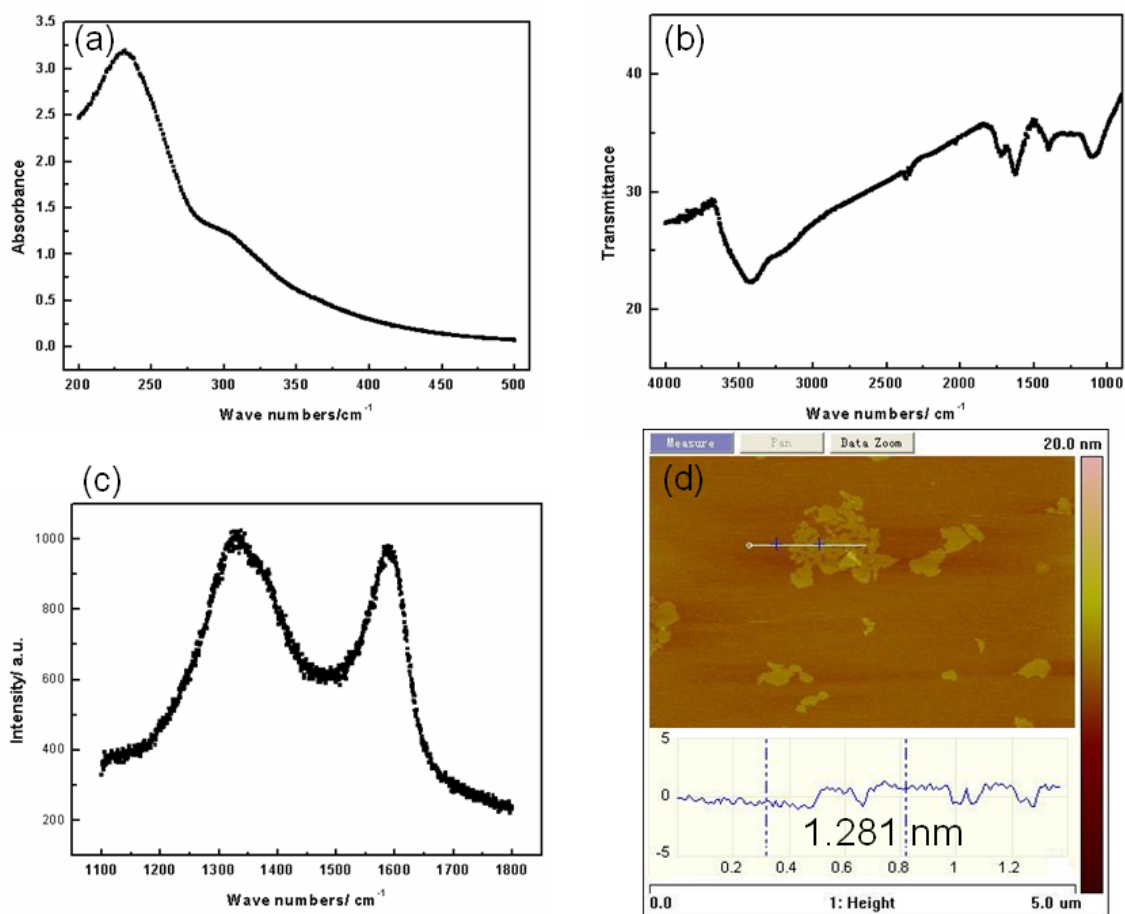 (a)
3.5
3.0
2.5
2.0
1.5
1.0
0.5
0.0
Absorbance
200 250 300 350 400 450 500
Wave numbers/cm⁻¹
(b)
40
30
20
Transmittance
4000 3500 3000 2500 2000 1500 1000
Wave numbers/ cm⁻¹
(c)
1000
800
600
400
200
Intensity/ a.u.
1100 1200 1300 1400 1500 1600 1700 1800
Wave numbers/ cm⁻¹
Measure Pan Data Zoom 20.0 nm
(d)
5
0
-5
1.281 nm
0.2 0.4 0.6 0.8 1 1.2
0.0 1: Height 5.0 um